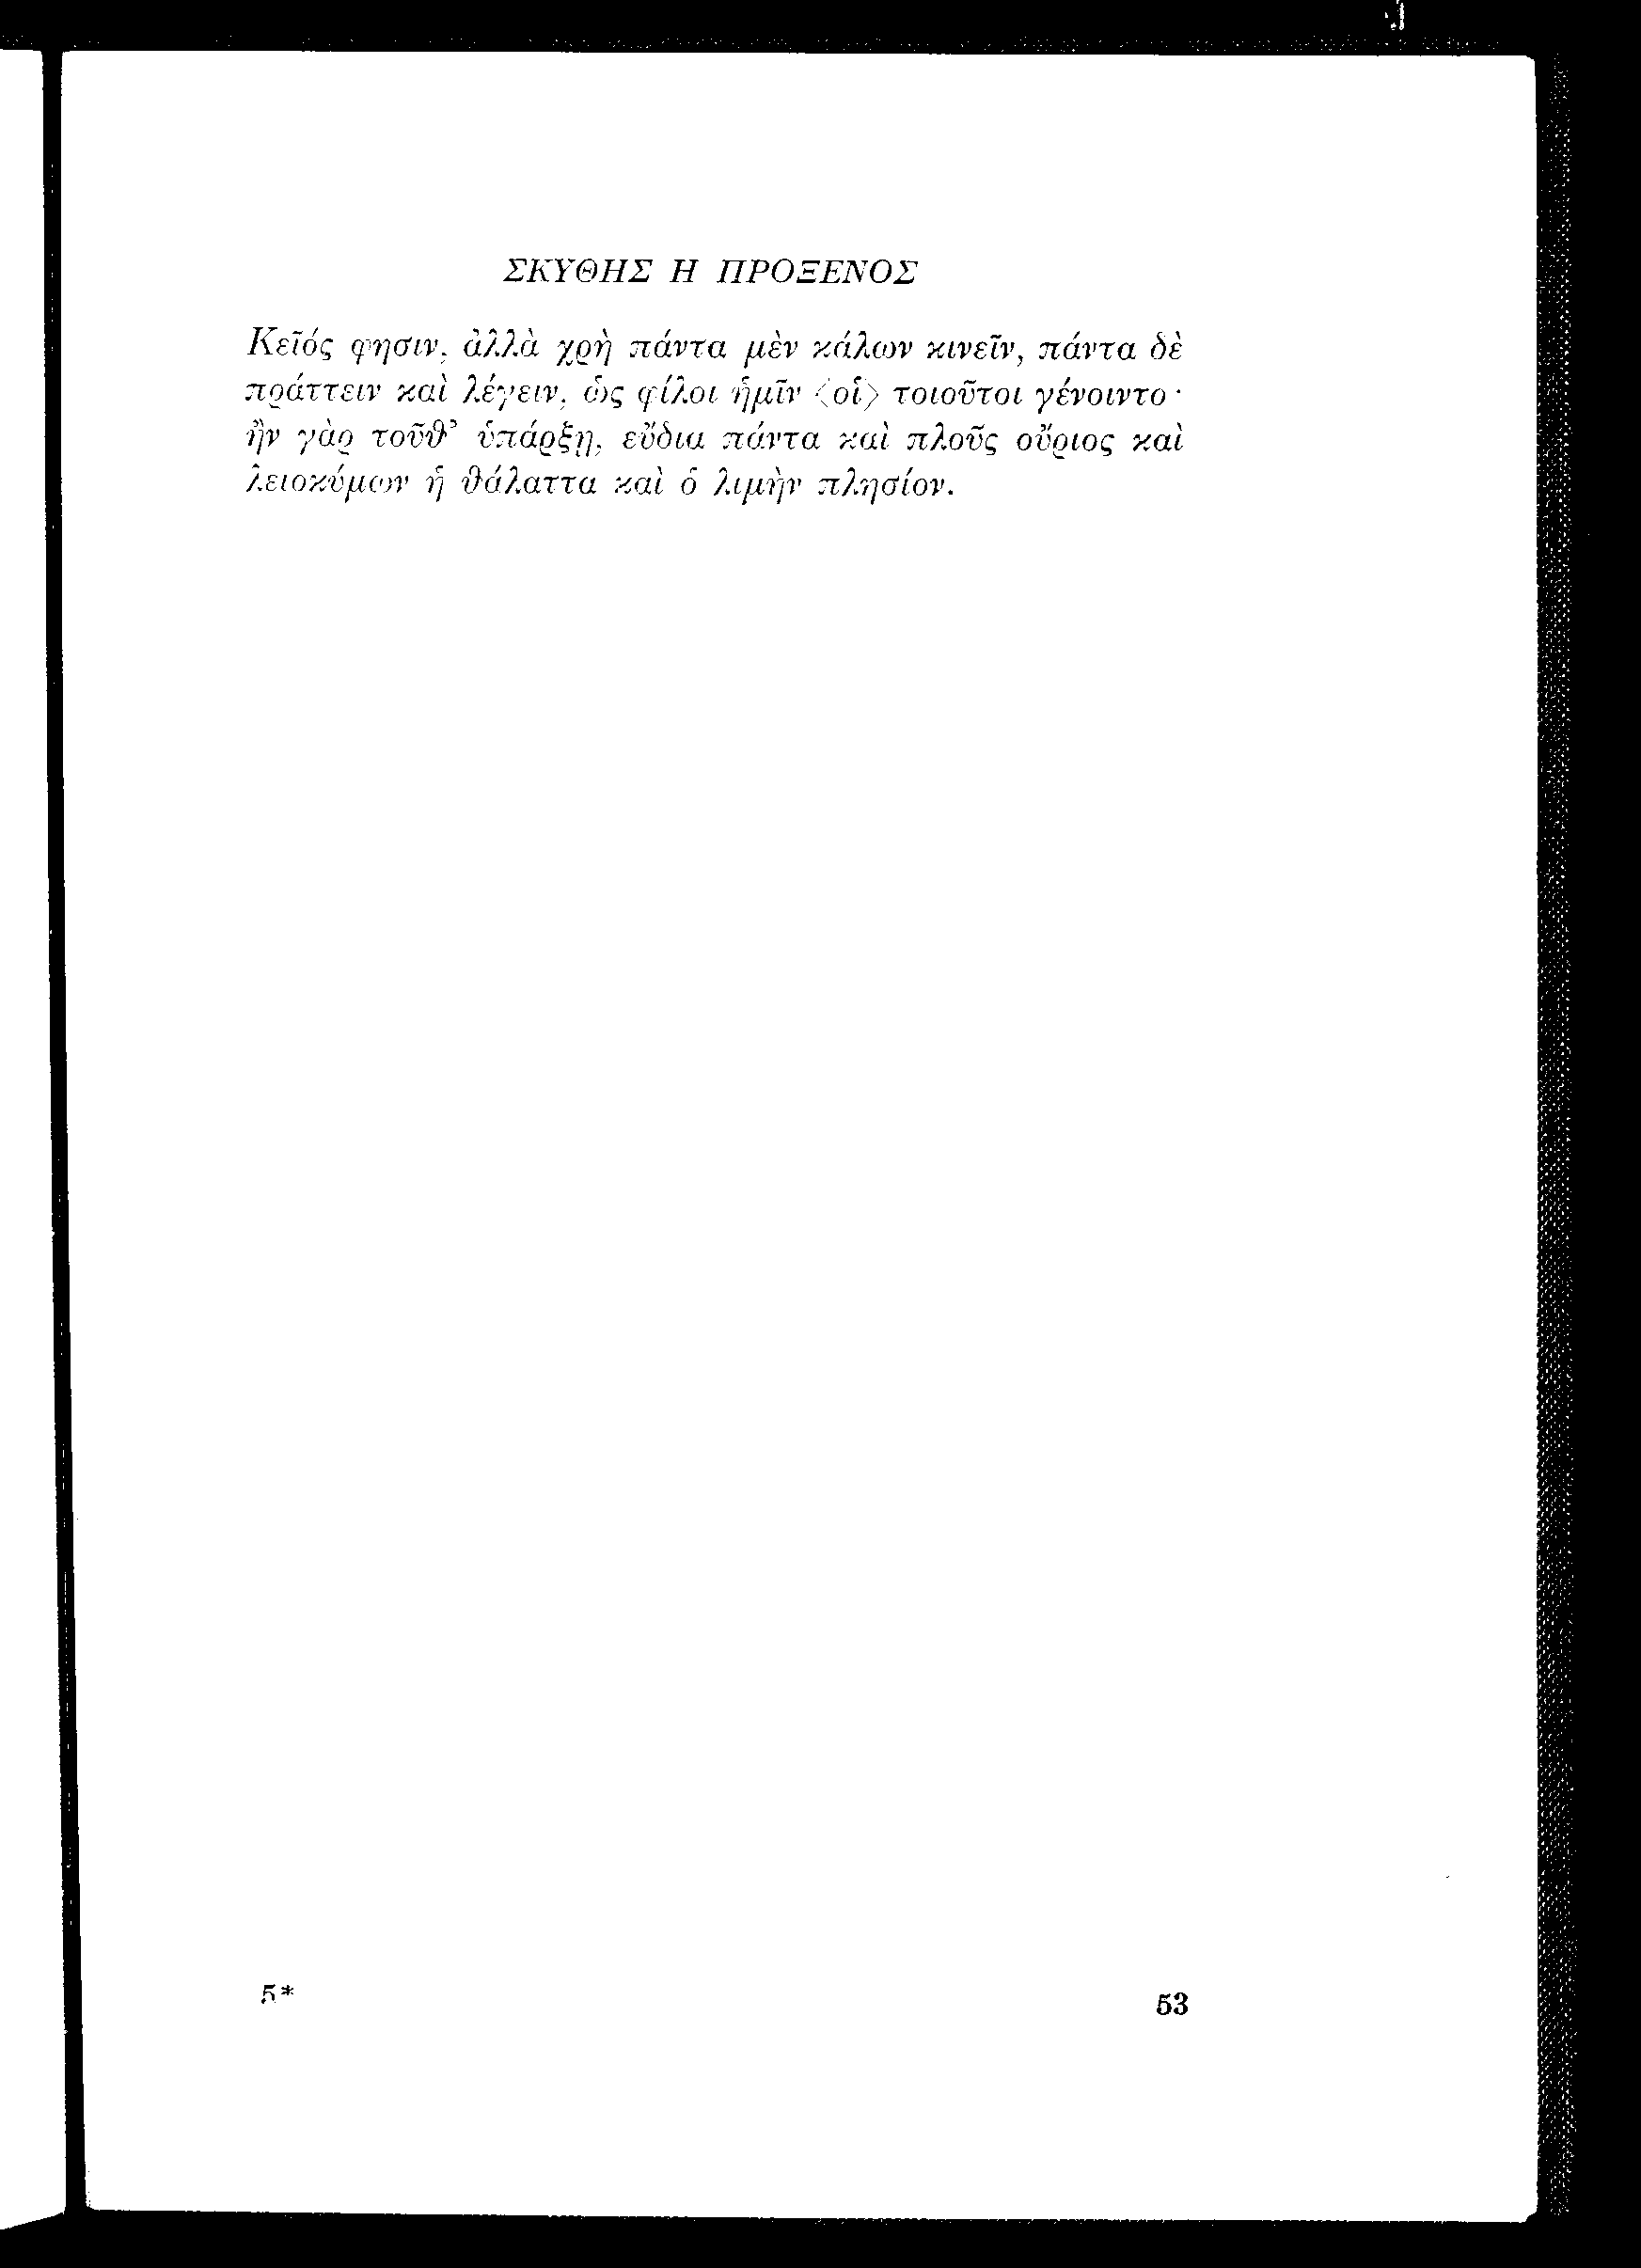 ΣΚΥΘΗΣ Η ΠΡΟΞΕΝΟΣ
Κεῖός φησιν, ἀλλὰ χρὴ πάντα μὲν κάλων κινεῖν, πάντα δὲ
πράττειν καὶ λέγειν, ὡς φίλοι ἡμῖν ⟨οἱ⟩ τοιοῦτοι γένοιντο·
ἢν γὰρ τοῦθ’ ὑπάρξῃ, εὔδια πάντα καὶ πλοῦς οὔριος καὶ
λειοκύμων ἡ θάλαττα καὶ ὁ λιμὴν πλησίον.
5*
53